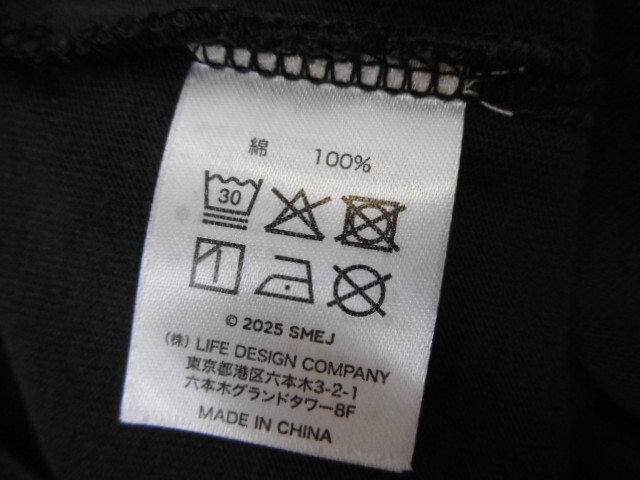 綿 100%
30
© 2025 SMEJ
(株) LIFE DESIGN COMPANY
東京都港区六本木3-2-1
六本木グランドタワー8F
MADE IN CHINA